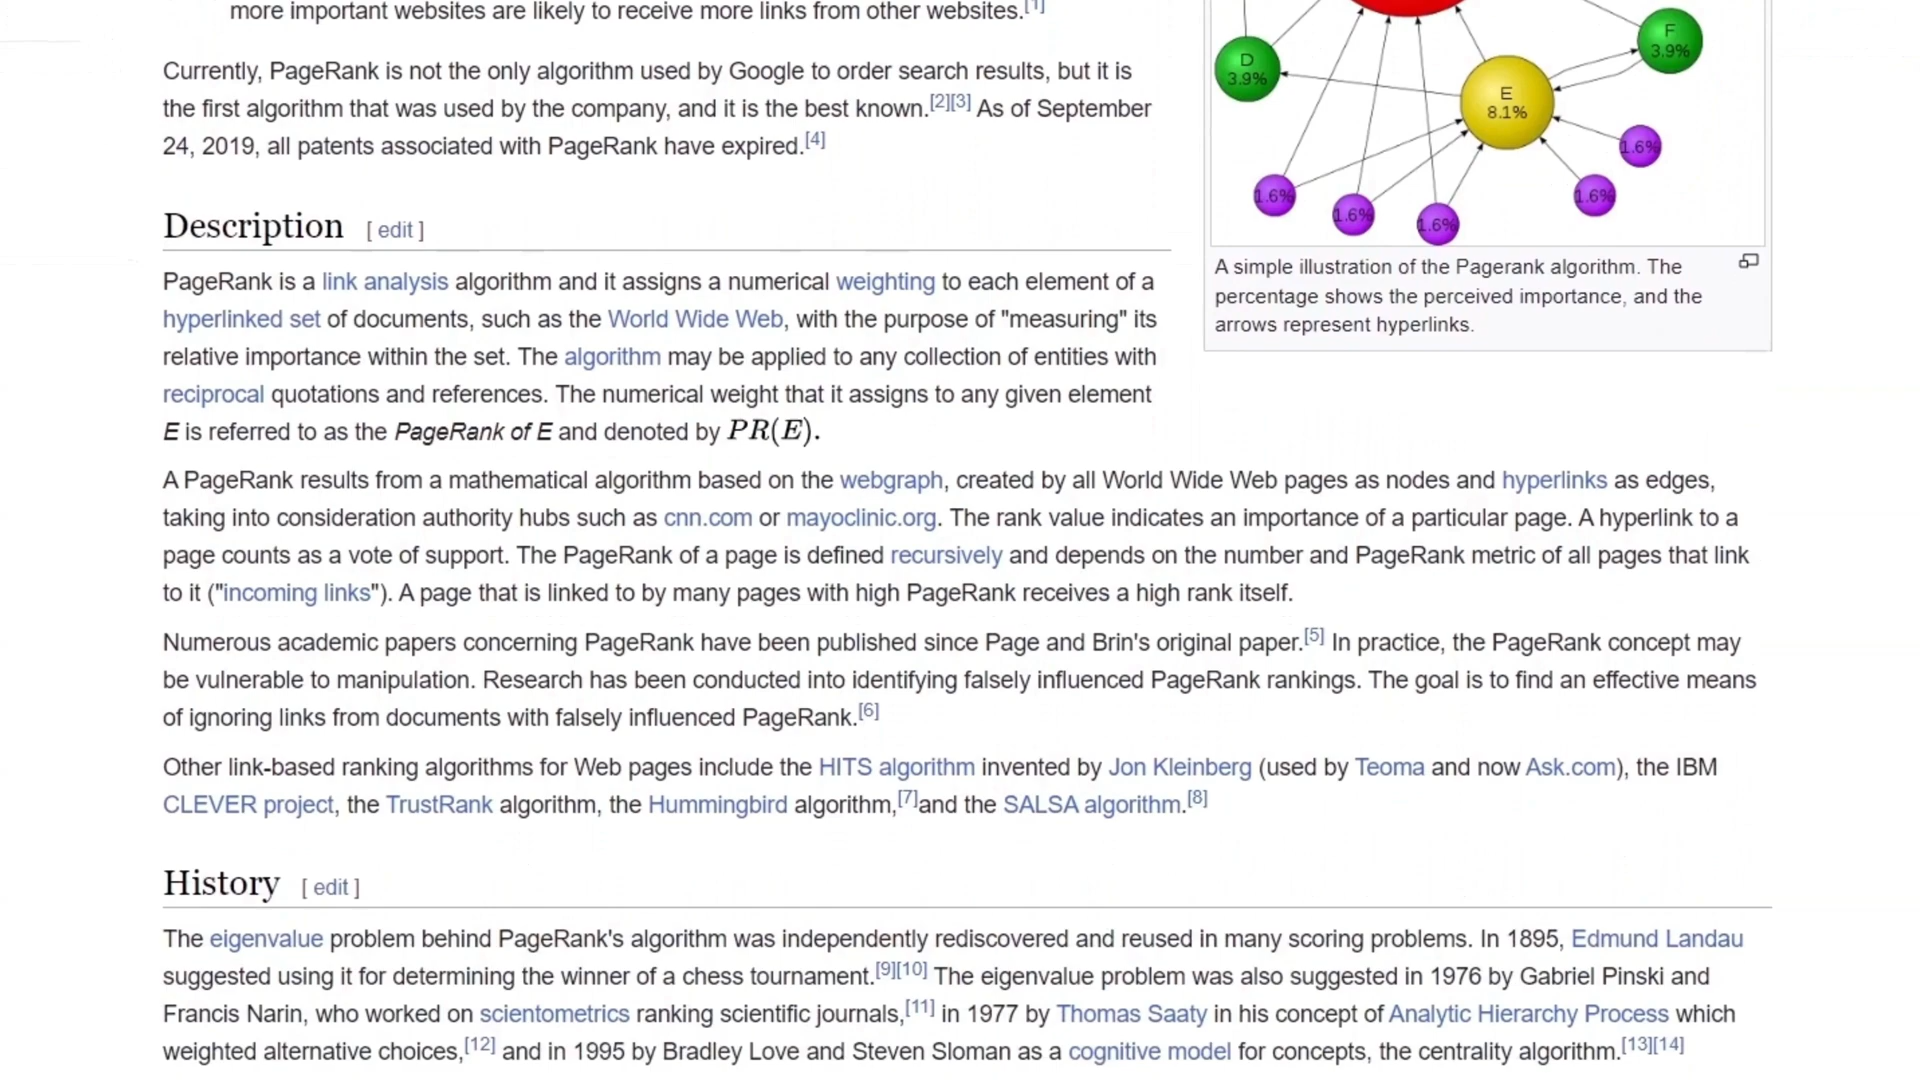 more important websites are likely to receive more links from other websites.[1]
Currently, PageRank is not the only algorithm used by Google to order search results, but it is
the first algorithm that was used by the company, and it is the best known.[2][3] As of September
24, 2019, all patents associated with PageRank have expired.[4]
Description [ edit ]
PageRank is a link analysis algorithm and it assigns a numerical weighting to each element of a
hyperlinked set of documents, such as the World Wide Web, with the purpose of "measuring" its
relative importance within the set. The algorithm may be applied to any collection of entities with
reciprocal quotations and references. The numerical weight that it assigns to any given element
E is referred to as the PageRank of E and denoted by PR(E).
F
3.9%
D
3.9%
E
8.1%
1.6%
1.6%
1.6%
1.6%
1.6%
A simple illustration of the Pagerank algorithm. The
percentage shows the perceived importance, and the
arrows represent hyperlinks.
A PageRank results from a mathematical algorithm based on the webgraph, created by all World Wide Web pages as nodes and hyperlinks as edges,
taking into consideration authority hubs such as cnn.com or mayoclinic.org. The rank value indicates an importance of a particular page. A hyperlink to a
page counts as a vote of support. The PageRank of a page is defined recursively and depends on the number and PageRank metric of all pages that link
to it ("incoming links"). A page that is linked to by many pages with high PageRank receives a high rank itself.
Numerous academic papers concerning PageRank have been published since Page and Brin's original paper.[5] In practice, the PageRank concept may
be vulnerable to manipulation. Research has been conducted into identifying falsely influenced PageRank rankings. The goal is to find an effective means
of ignoring links from documents with falsely influenced PageRank.[6]
Other link-based ranking algorithms for Web pages include the HITS algorithm invented by Jon Kleinberg (used by Teoma and now Ask.com), the IBM
CLEVER project, the TrustRank algorithm, the Hummingbird algorithm,[7]and the SALSA algorithm.[8]
History [ edit ]
The eigenvalue problem behind PageRank's algorithm was independently rediscovered and reused in many scoring problems. In 1895, Edmund Landau
suggested using it for determining the winner of a chess tournament.[9][10] The eigenvalue problem was also suggested in 1976 by Gabriel Pinski and
Francis Narin, who worked on scientometrics ranking scientific journals,[11] in 1977 by Thomas Saaty in his concept of Analytic Hierarchy Process which
weighted alternative choices,[12] and in 1995 by Bradley Love and Steven Sloman as a cognitive model for concepts, the centrality algorithm.[13][14]